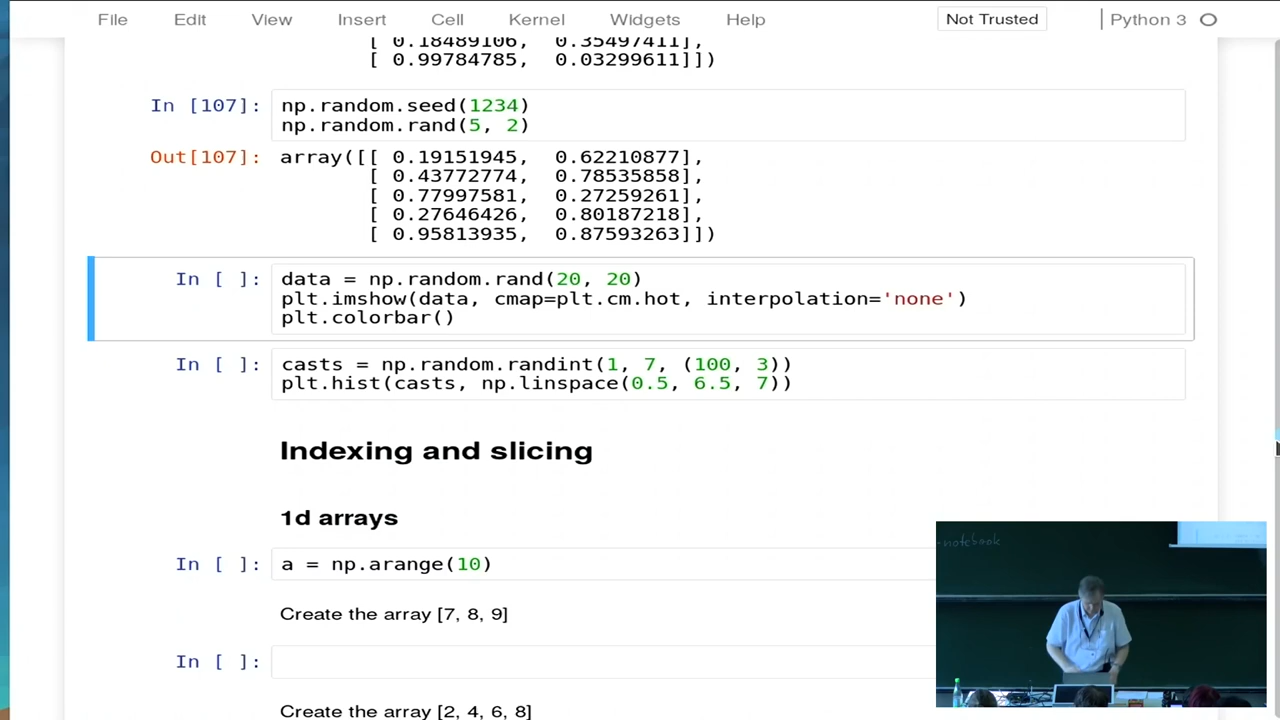 File Edit View Insert Cell Kernel Widgets Help Not Trusted Python 3
[ 0.18489106, 0.35497411],
[ 0.99784785, 0.03299611]])
In [107]: np.random.seed(1234)
np.random.rand(5, 2)
Out[107]: array([[ 0.19151945, 0.62210877],
[ 0.43772774, 0.78535858],
[ 0.77997581, 0.27259261],
[ 0.27646426, 0.80187218],
[ 0.95813935, 0.87593263]])
In [ ]: data = np.random.rand(20, 20)
plt.imshow(data, cmap=plt.cm.hot, interpolation='none')
plt.colorbar()
In [ ]: casts = np.random.randint(1, 7, (100, 3))
plt.hist(casts, np.linspace(0.5, 6.5, 7))
Indexing and slicing
1d arrays
In [ ]: a = np.arange(10)
Create the array [7, 8, 9]
In [ ]:
Create the array [2, 4, 6, 8]
-notebook